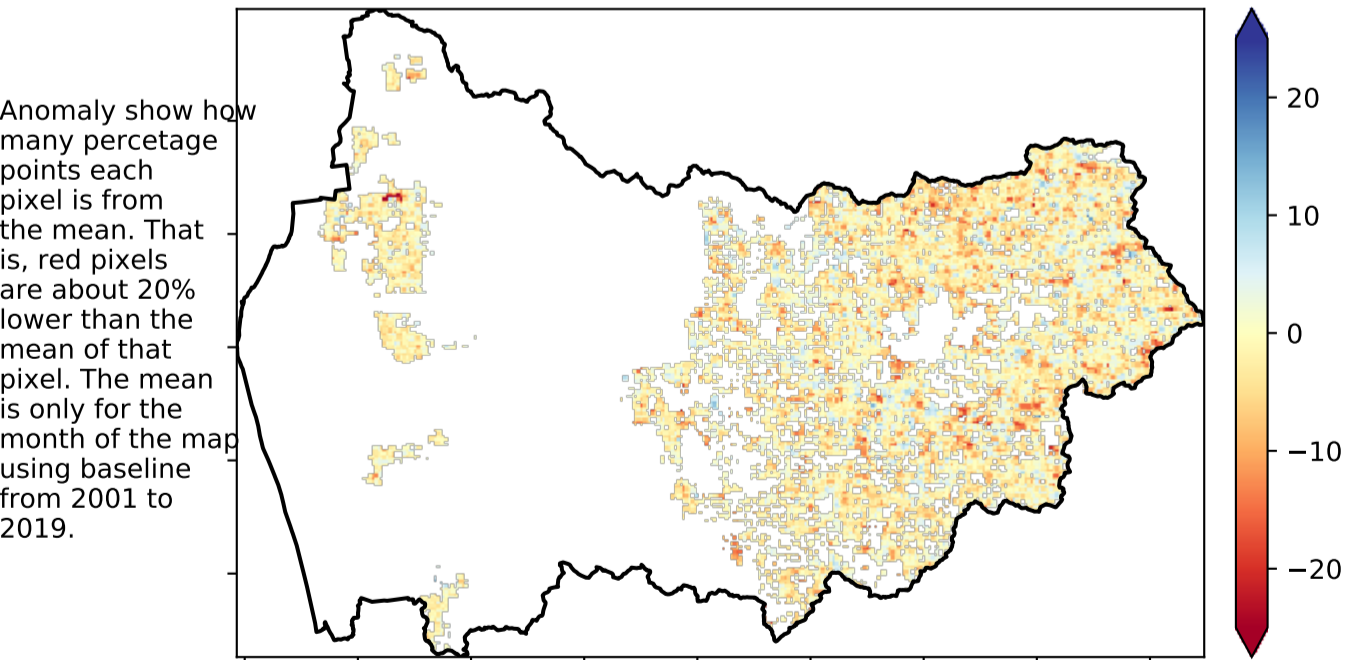 Anomaly show how
many percetage
points each
pixel is from
the mean. That
is, red pixels
are about 20%
lower than the
mean of that
pixel. The mean
is only for the
month of the map
using baseline
from 2001 to
2019.
20
10
0
−10
−20